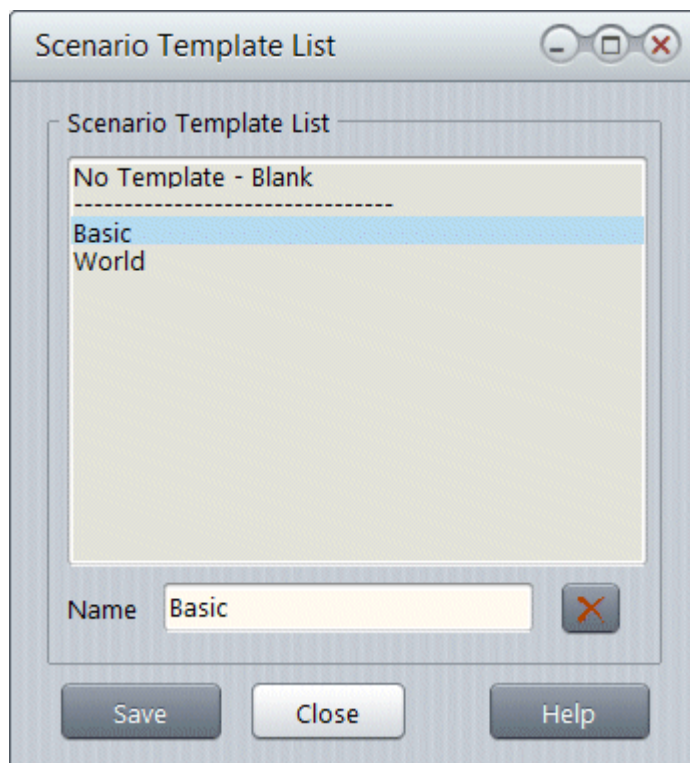 Scenario Template List
Scenario Template List
No Template - Blank
--------------------------------
Basic
World
Name Basic
Save Close Help